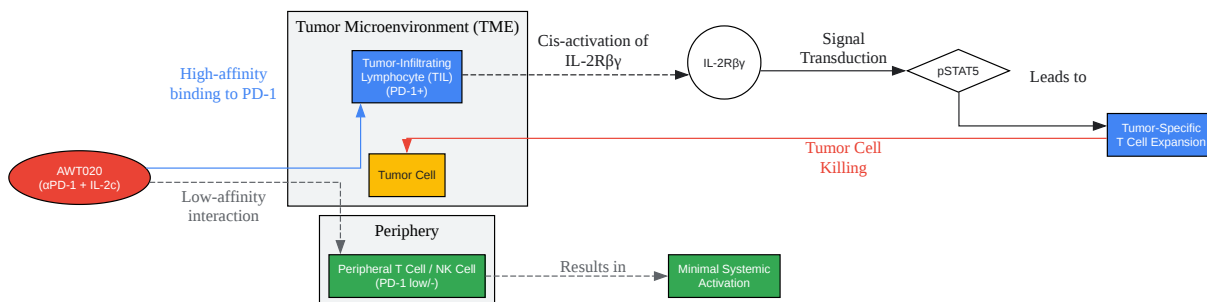 Tumor Microenvironment (TME)
Tumor-Infiltrating
Lymphocyte (TIL)
(PD-1+)
Cis-activation of
IL-2Rβγ
IL-2Rβγ
Signal
Transduction
pSTAT5
Leads to
High-affinity
binding to PD-1
Tumor-Specific
T Cell Expansion
Tumor Cell
Killing
AWT020
(αPD-1 + IL-2c)
Tumor Cell
Low-affinity
interaction
Periphery
Peripheral T Cell / NK Cell
(PD-1 low/-)
Results in
Minimal Systemic
Activation